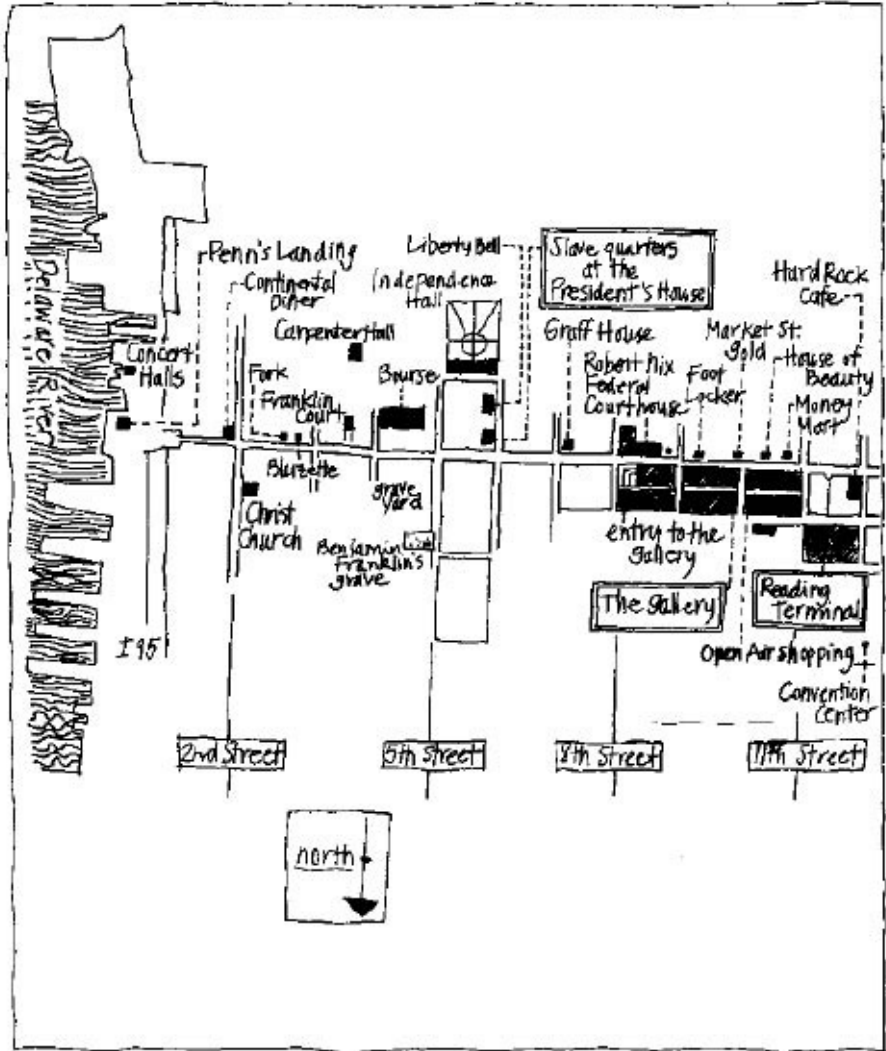 Delaware River
Penn's Landing
Continental
Diner
Concert
Halls
Carpenter Hall
Fork
Franklin
Court
Bluzette
Christ
Church
Bourse
grave
yard
Benjamin
Franklin's
grave
Liberty Bell
Independence
Hall
Slave quarters
at the
President's House
Graff House
Robert Nix
Federal
Courthouse
Foot
Locker
Market St.
gold
Hard Rock
Cafe
House of
Beauty
Money
Mart
entry to the
gallery
The gallery
Reading
Terminal
Open Air shopping
Convention
Center
I 95
2nd Street
5th Street
8th Street
11th Street
north